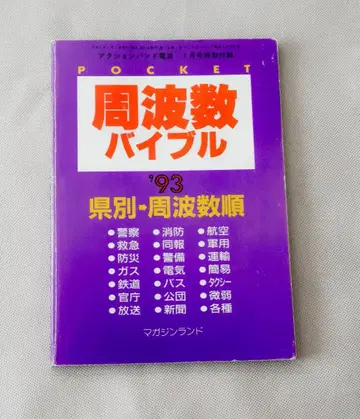 アクションバンド電波 1月号特別付録
POCKET
周波数
バイブル
'93
県別➡周波数順
●警察 ●消防 ●航空
●救急 ●同報 ●軍用
●防災 ●警備 ●運輸
●ガス ●電気 ●簡易
●鉄道 ●バス ●タクシー
●官庁 ●公団 ●微弱
●放送 ●新聞 ●各種
マガジンランド